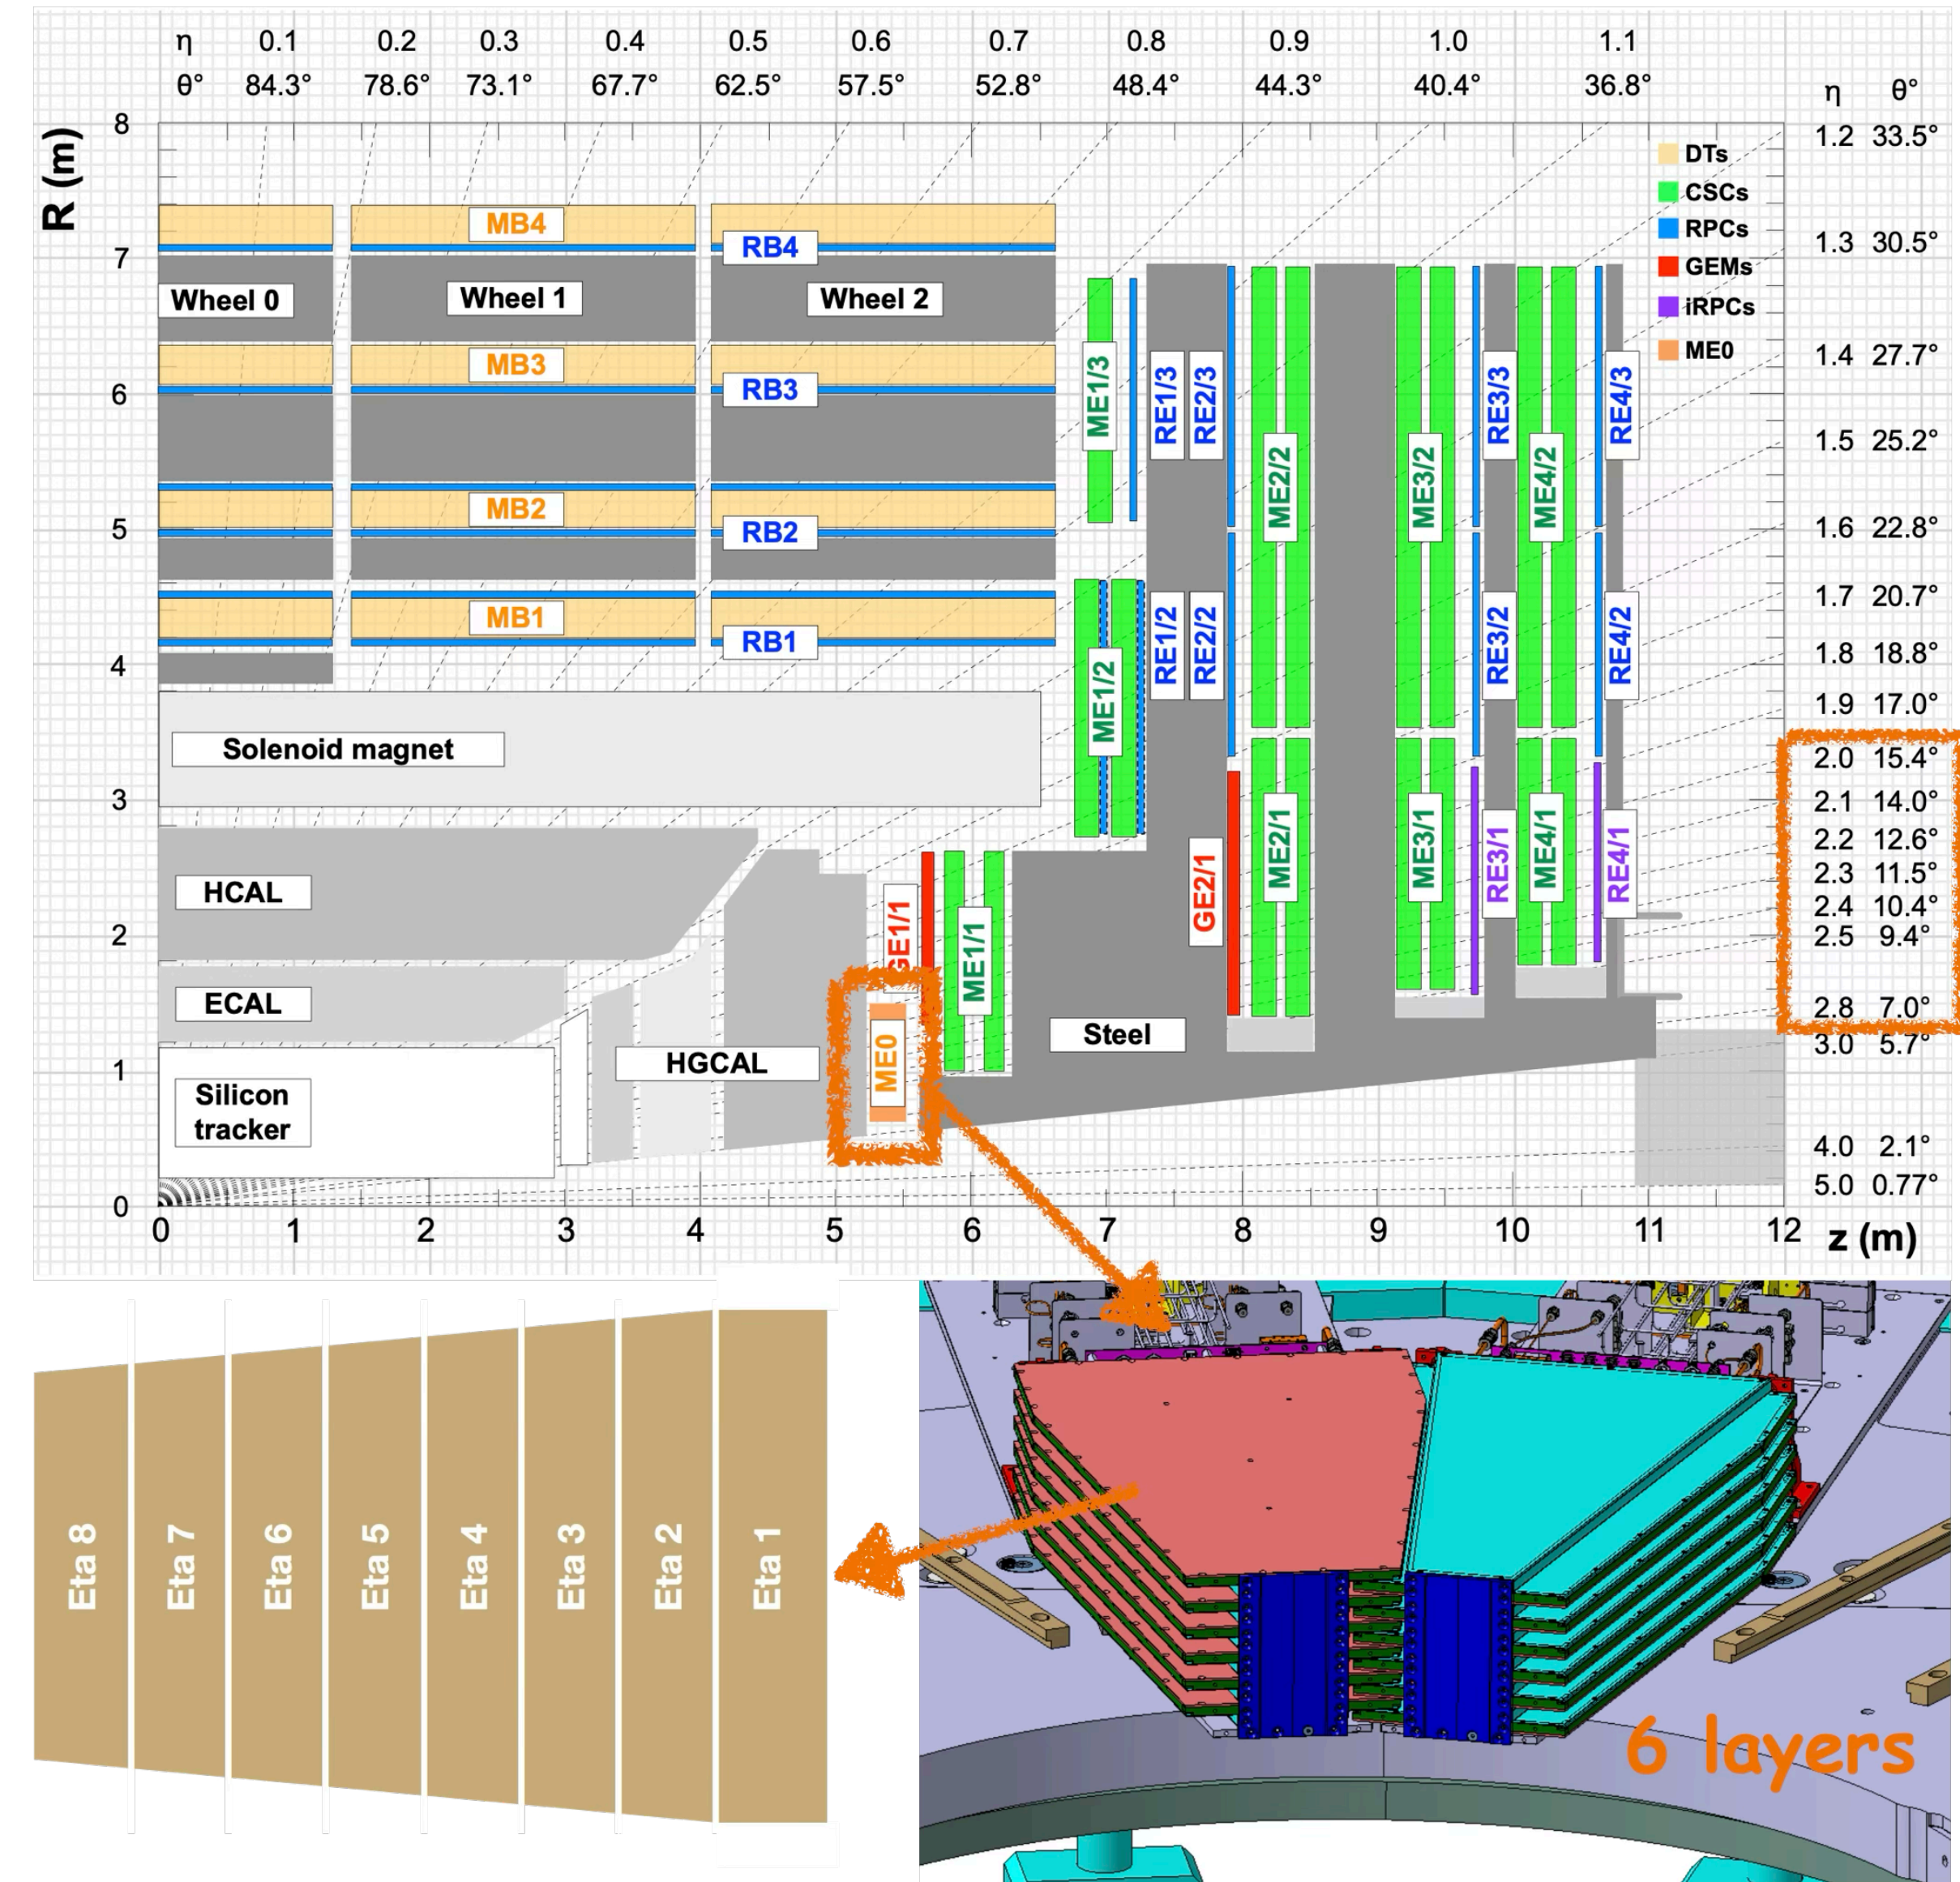 η 0.1 0.2 0.3 0.4 0.5 0.6 0.7 0.8 0.9 1.0 1.1
θ° 84.3° 78.6° 73.1° 67.7° 62.5° 57.5° 52.8° 48.4° 44.3° 40.4° 36.8° η θ°
R (m)
8
7
6
5
4
3
2
1
0
1.2 33.5°
1.3 30.5°
1.4 27.7°
1.5 25.2°
1.6 22.8°
1.7 20.7°
1.8 18.8°
1.9 17.0°
2.0 15.4°
2.1 14.0°
2.2 12.6°
2.3 11.5°
2.4 10.4°
2.5 9.4°
2.8 7.0°
3.0 5.7°
4.0 2.1°
5.0 0.77°
DTs
CSCs
RPCs
GEMs
iRPCs
ME0
MB4
RB4
Wheel 0
Wheel 1
Wheel 2
MB3
RB3
MB2
RB2
MB1
RB1
Solenoid magnet
HCAL
ECAL
Silicon
tracker
HGCAL
Steel
ME1/3
RE1/3
RE2/3
ME2/2
ME3/2
RE3/3
ME4/2
RE4/3
ME1/2
RE1/2
RE2/2
RE3/2
RE4/2
GE1/1
ME1/1
ME0
GE2/1
ME2/1
ME3/1
RE3/1
ME4/1
RE4/1
0 1 2 3 4 5 6 7 8 9 10 11 12 z (m)
Eta 8
Eta 7
Eta 6
Eta 5
Eta 4
Eta 3
Eta 2
Eta 1
6 layers